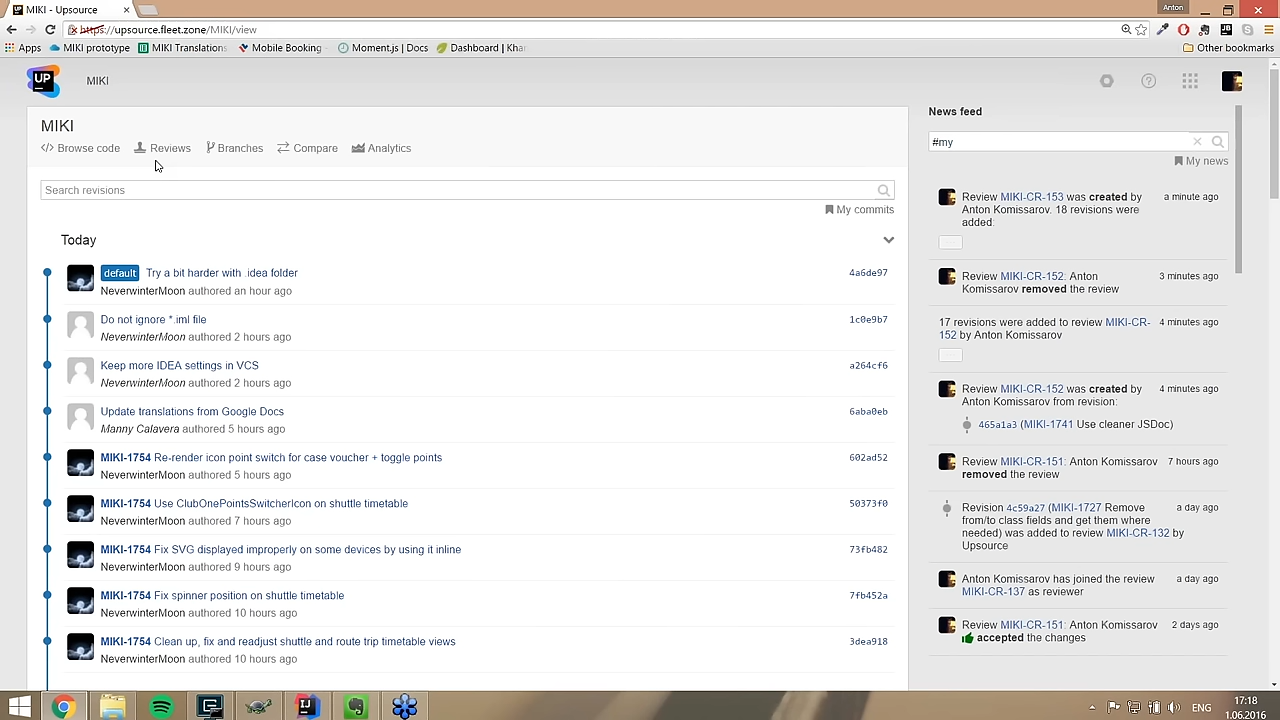 MIKI - Upsource
Anton
https://upsource.fleet.zone/MIKI/view
Apps MIKI prototype MIKI Translations Mobile Booking - Moment.js | Docs Dashboard | Khan Other bookmarks
UP MIKI
MIKI
Browse code Reviews Branches Compare Analytics
Search revisions
My commits
Today
default Try a bit harder with .idea folder 4a6de97
NeverwinterMoon authored an hour ago
Do not ignore *.iml file 1c0e9b7
NeverwinterMoon authored 2 hours ago
Keep more IDEA settings in VCS a264cf6
NeverwinterMoon authored 2 hours ago
Update translations from Google Docs 6aba0eb
Manny Calavera authored 5 hours ago
MIKI-1754 Re-render icon point switch for case voucher + toggle points 602ad52
NeverwinterMoon authored 5 hours ago
MIKI-1754 Use ClubOnePointsSwitcherIcon on shuttle timetable 50373f0
NeverwinterMoon authored 7 hours ago
MIKI-1754 Fix SVG displayed improperly on some devices by using it inline 73fb482
NeverwinterMoon authored 9 hours ago
MIKI-1754 Fix spinner position on shuttle timetable 7fb452a
NeverwinterMoon authored 10 hours ago
MIKI-1754 Clean up, fix and readjust shuttle and route trip timetable views 3dea918
NeverwinterMoon authored 10 hours ago
News feed
#my
My news
Review MIKI-CR-153 was created by a minute ago
Anton Komissarov. 18 revisions were
added:
Review MIKI-CR-152: Anton 3 minutes ago
Komissarov removed the review
17 revisions were added to review MIKI-CR- 4 minutes ago
152 by Anton Komissarov
Review MIKI-CR-152 was created by 4 minutes ago
Anton Komissarov from revision:
465a1a3 (MIKI-1741 Use cleaner JSDoc)
Review MIKI-CR-151: Anton Komissarov 7 hours ago
removed the review
Revision 4c59a27 (MIKI-1727 Remove a day ago
from/to class fields and get them where
needed) was added to review MIKI-CR-132 by
Upsource
Anton Komissarov has joined the review a day ago
MIKI-CR-137 as reviewer
Review MIKI-CR-151: Anton Komissarov 2 days ago
accepted the changes
ENG
17:18
1.06.2016